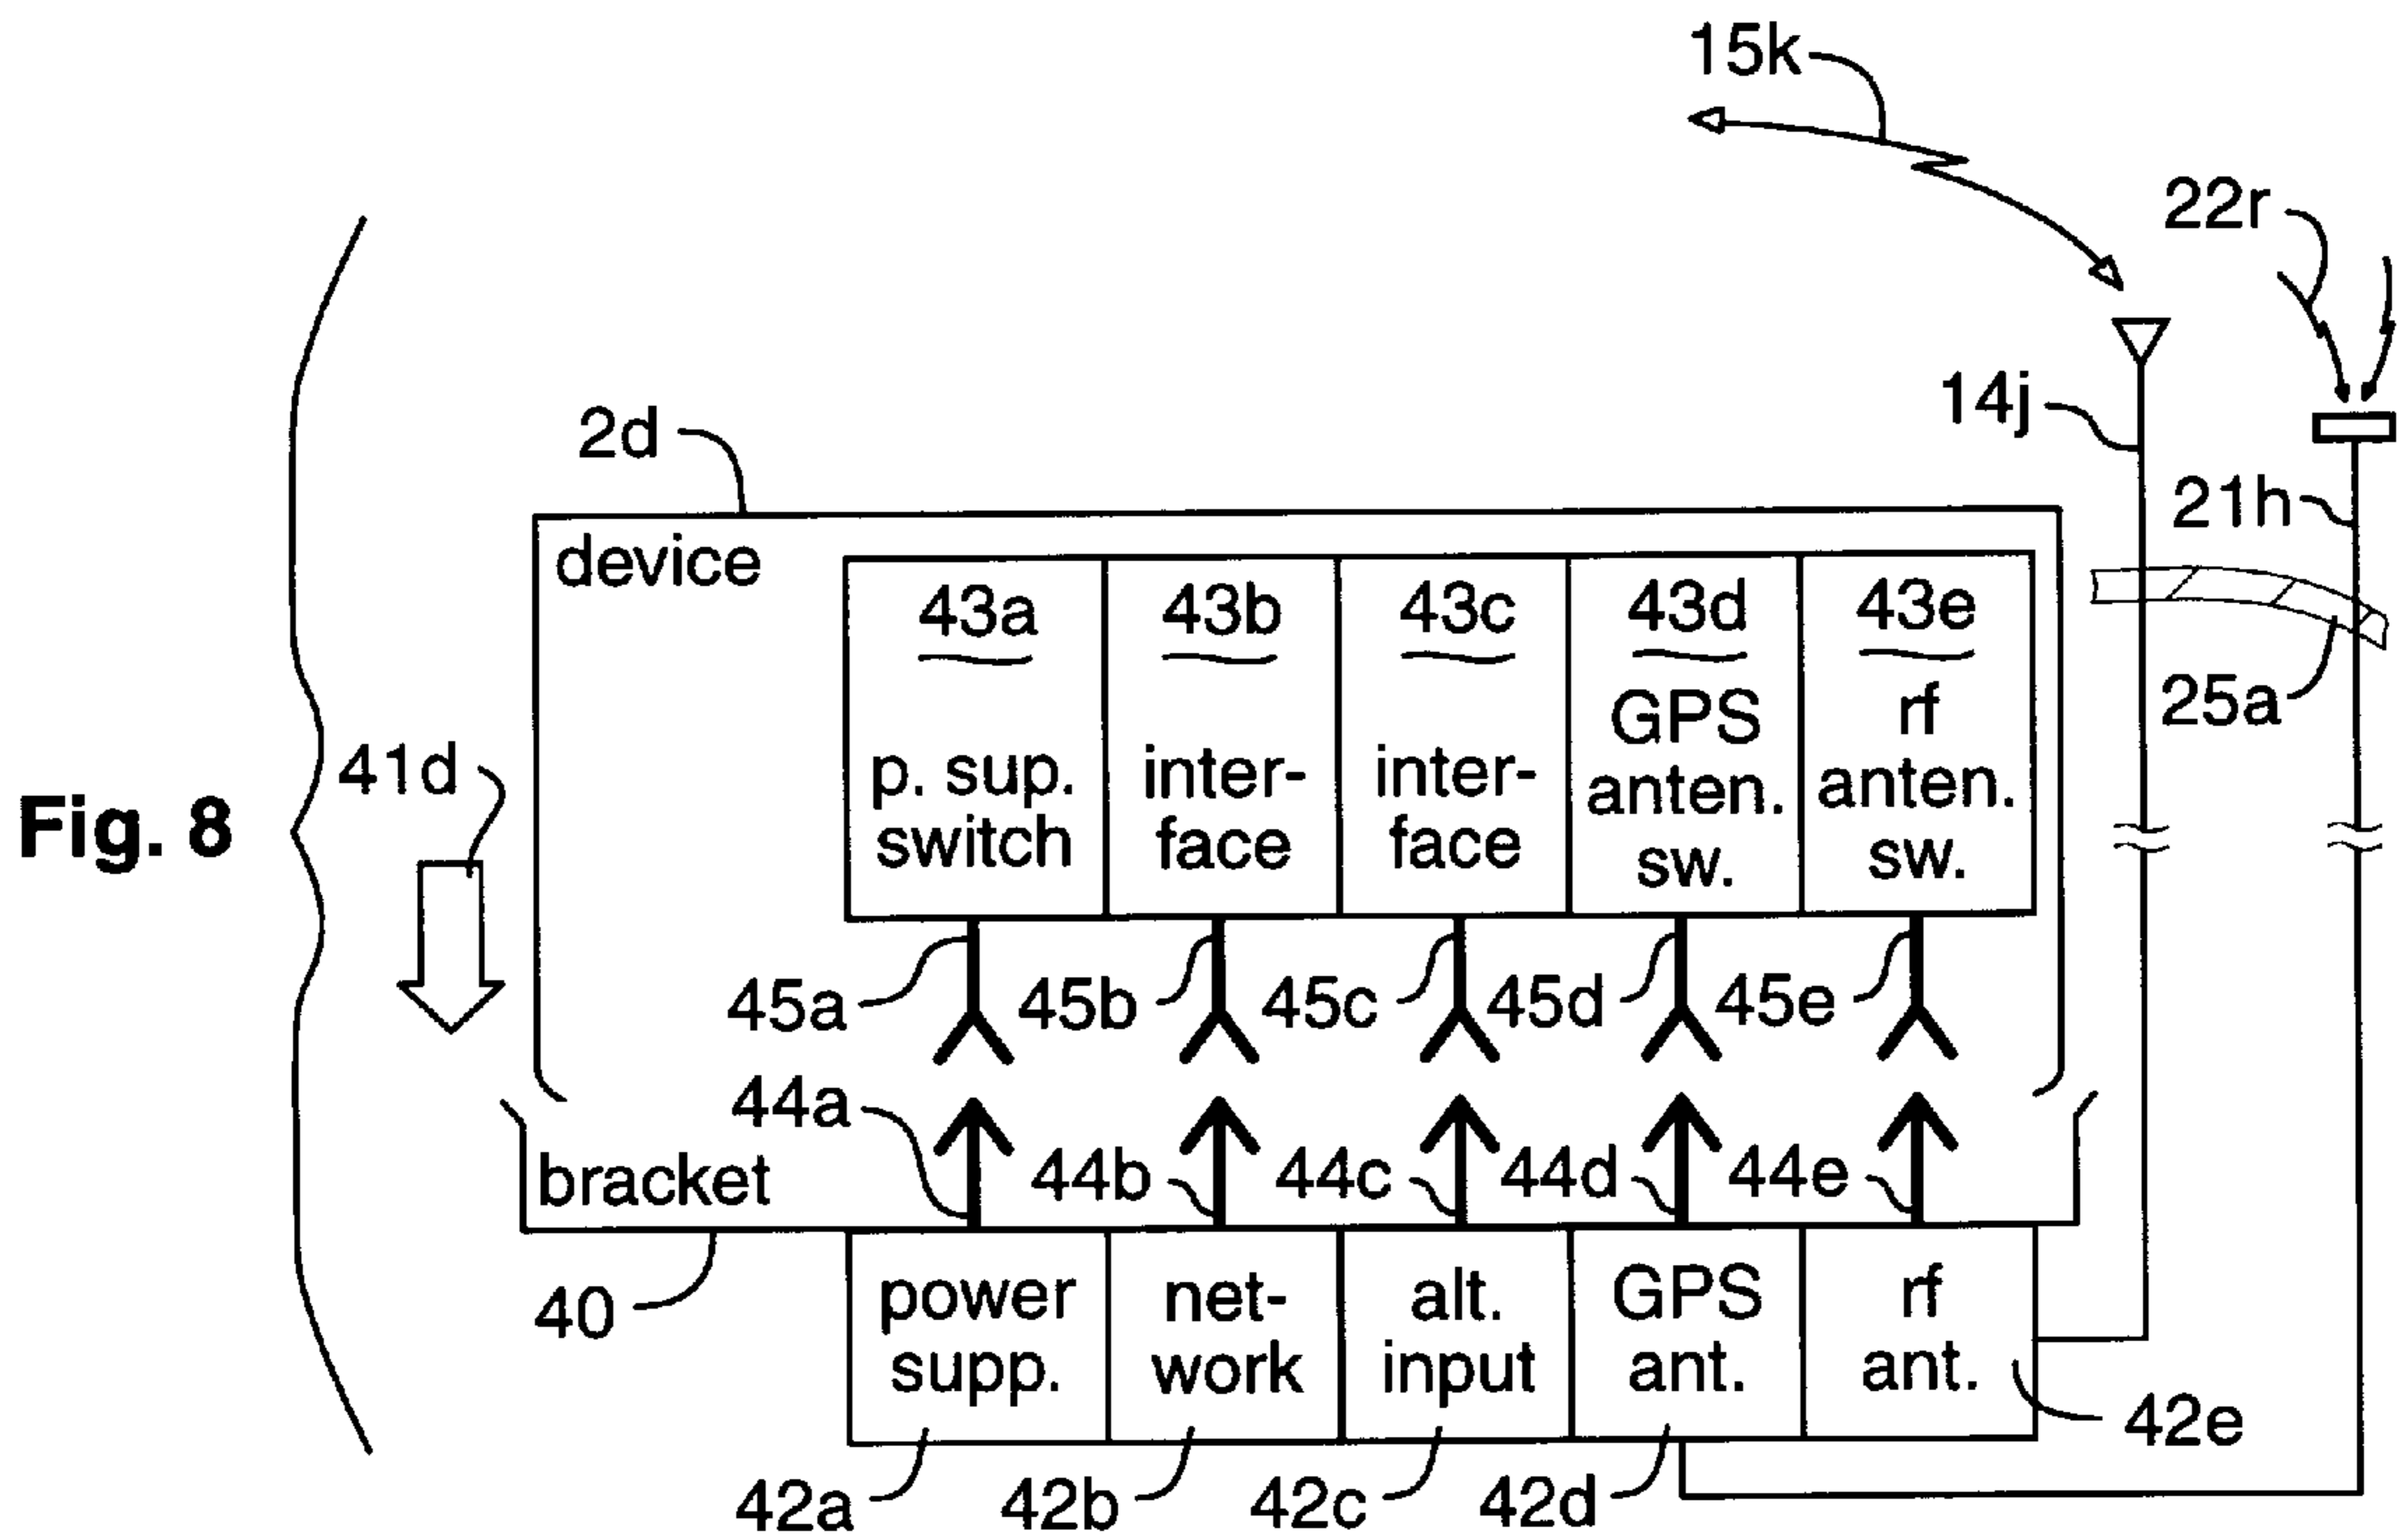 15k
22r
14j
2d
21h
device
43a
43b
43c
43d
43e
p. sup.
switch
inter-
face
inter-
face
GPS
anten.
sw.
rf
anten.
sw.
25a
41d
Fig. 8
45a
45b
45c
45d
45e
44a
44b
44c
44d
44e
bracket
40
power
supp.
net-
work
alt.
input
GPS
ant.
rf
ant.
42e
42a
42b
42c
42d